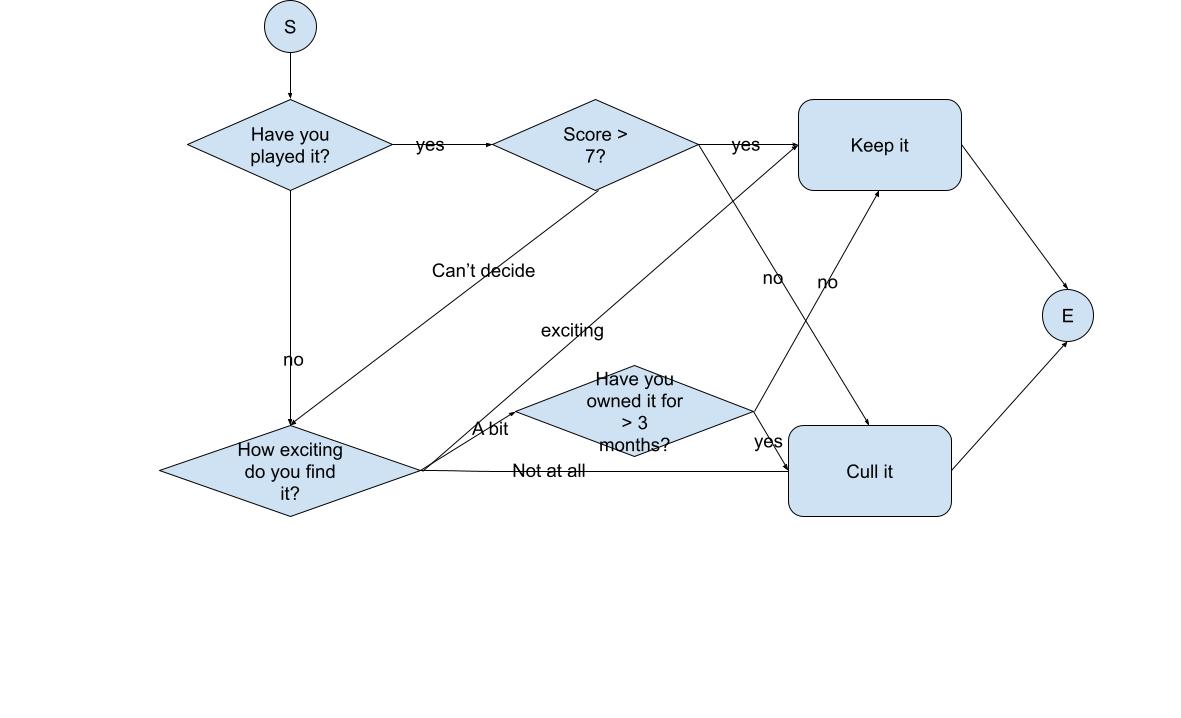 S
Have you
played it?
yes
Score >
7?
yes
Keep it
Can’t decide
no
no
E
exciting
no
Have you
owned it for
> 3
months?
A bit
yes
How exciting
do you find
it?
Not at all
Cull it